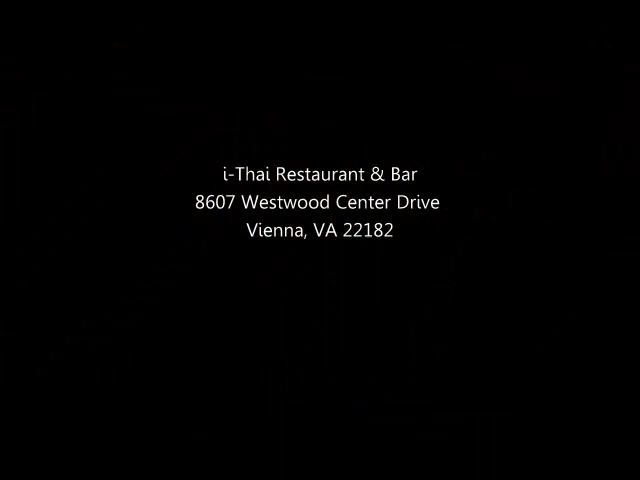 i-Thai Restaurant & Bar
8607 Westwood Center Drive
Vienna, VA 22182